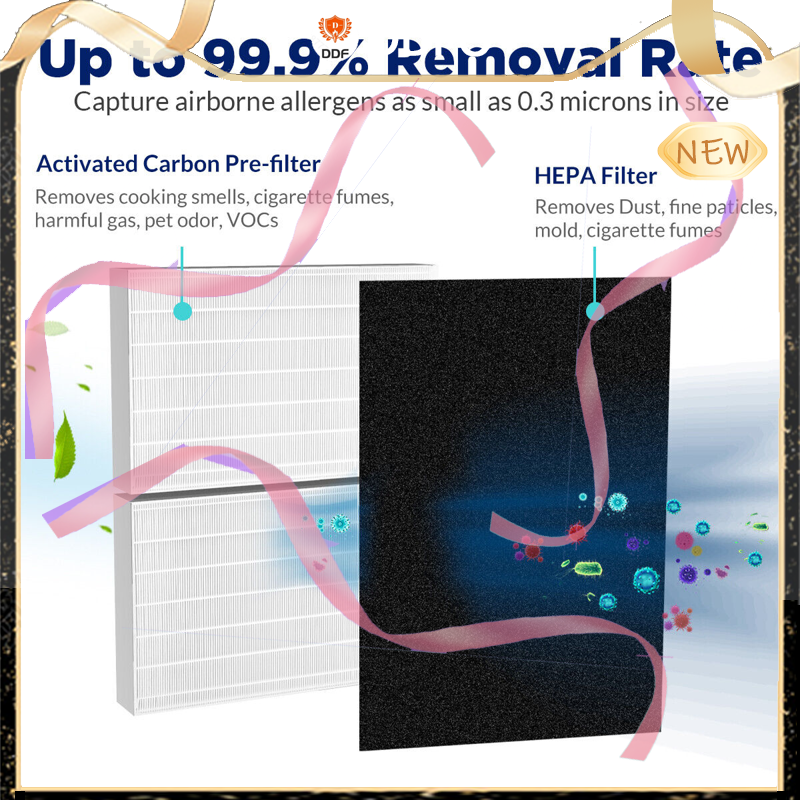 DDF
Up to 99.9% Removal Rate
Capture airborne allergens as small as 0.3 microns in size
NEW
Activated Carbon Pre-filter
Removes cooking smells, cigarette fumes,
harmful gas, pet odor, VOCs
HEPA Filter
Removes Dust, fine paticles,
mold, cigarette fumes